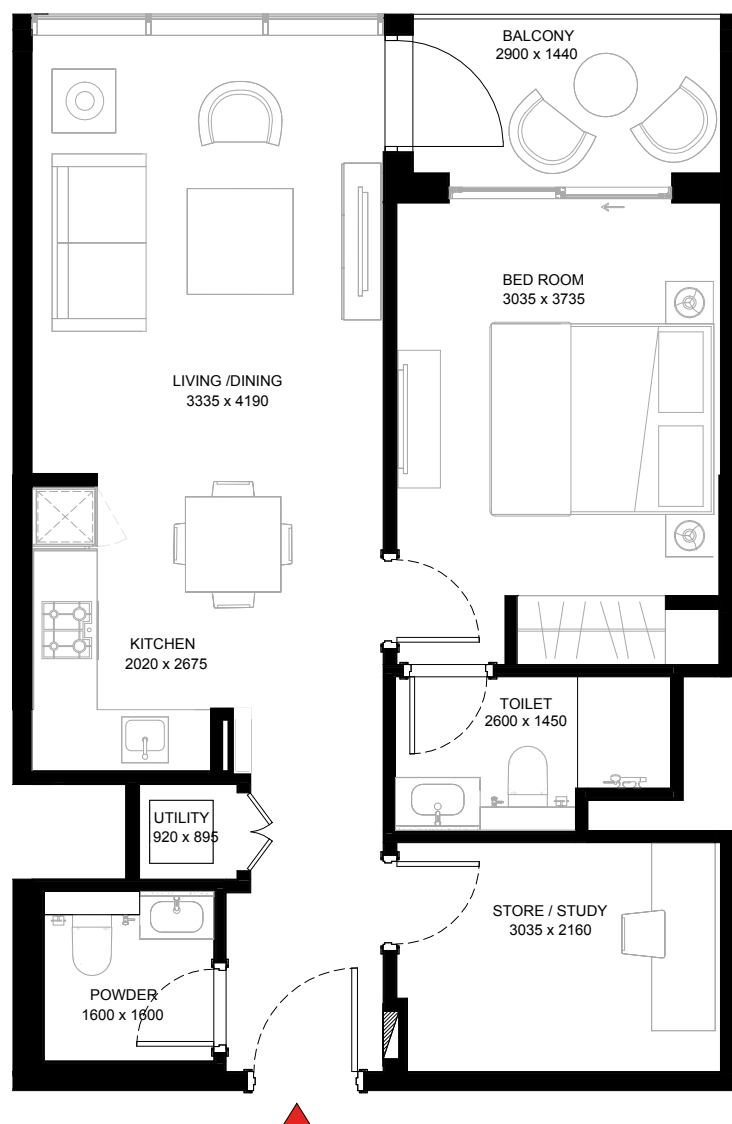 BALCONY
2900 x 1440
BED ROOM
3035 x 3735
LIVING /DINING
3335 x 4190
KITCHEN
2020 x 2675
TOILET
2600 x 1450
UTILITY
920 x 895
STORE / STUDY
3035 x 2160
POWDER
1600 x 1600